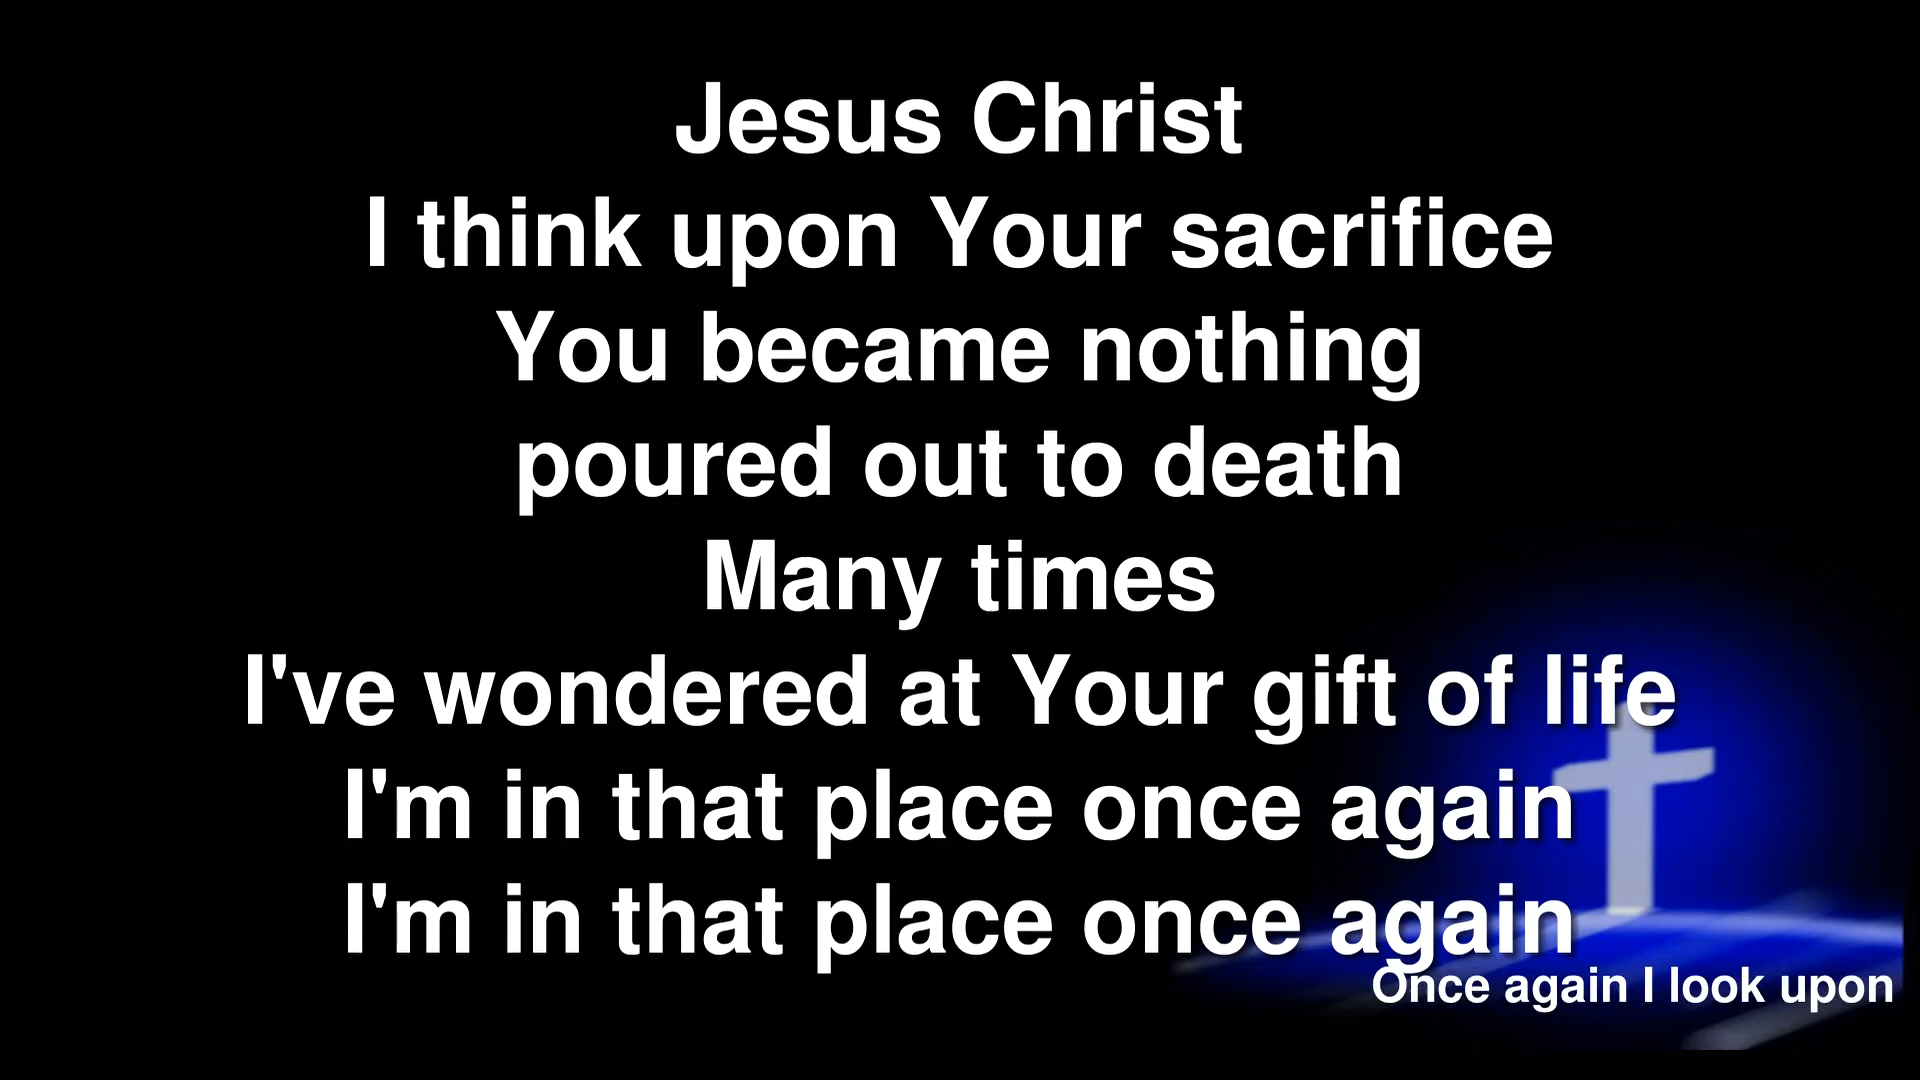 Jesus Christ
I think upon Your sacrifice
You became nothing
poured out to death
Many times
I've wondered at Your gift of life
I'm in that place once again
I'm in that place once again
Once again I look upon